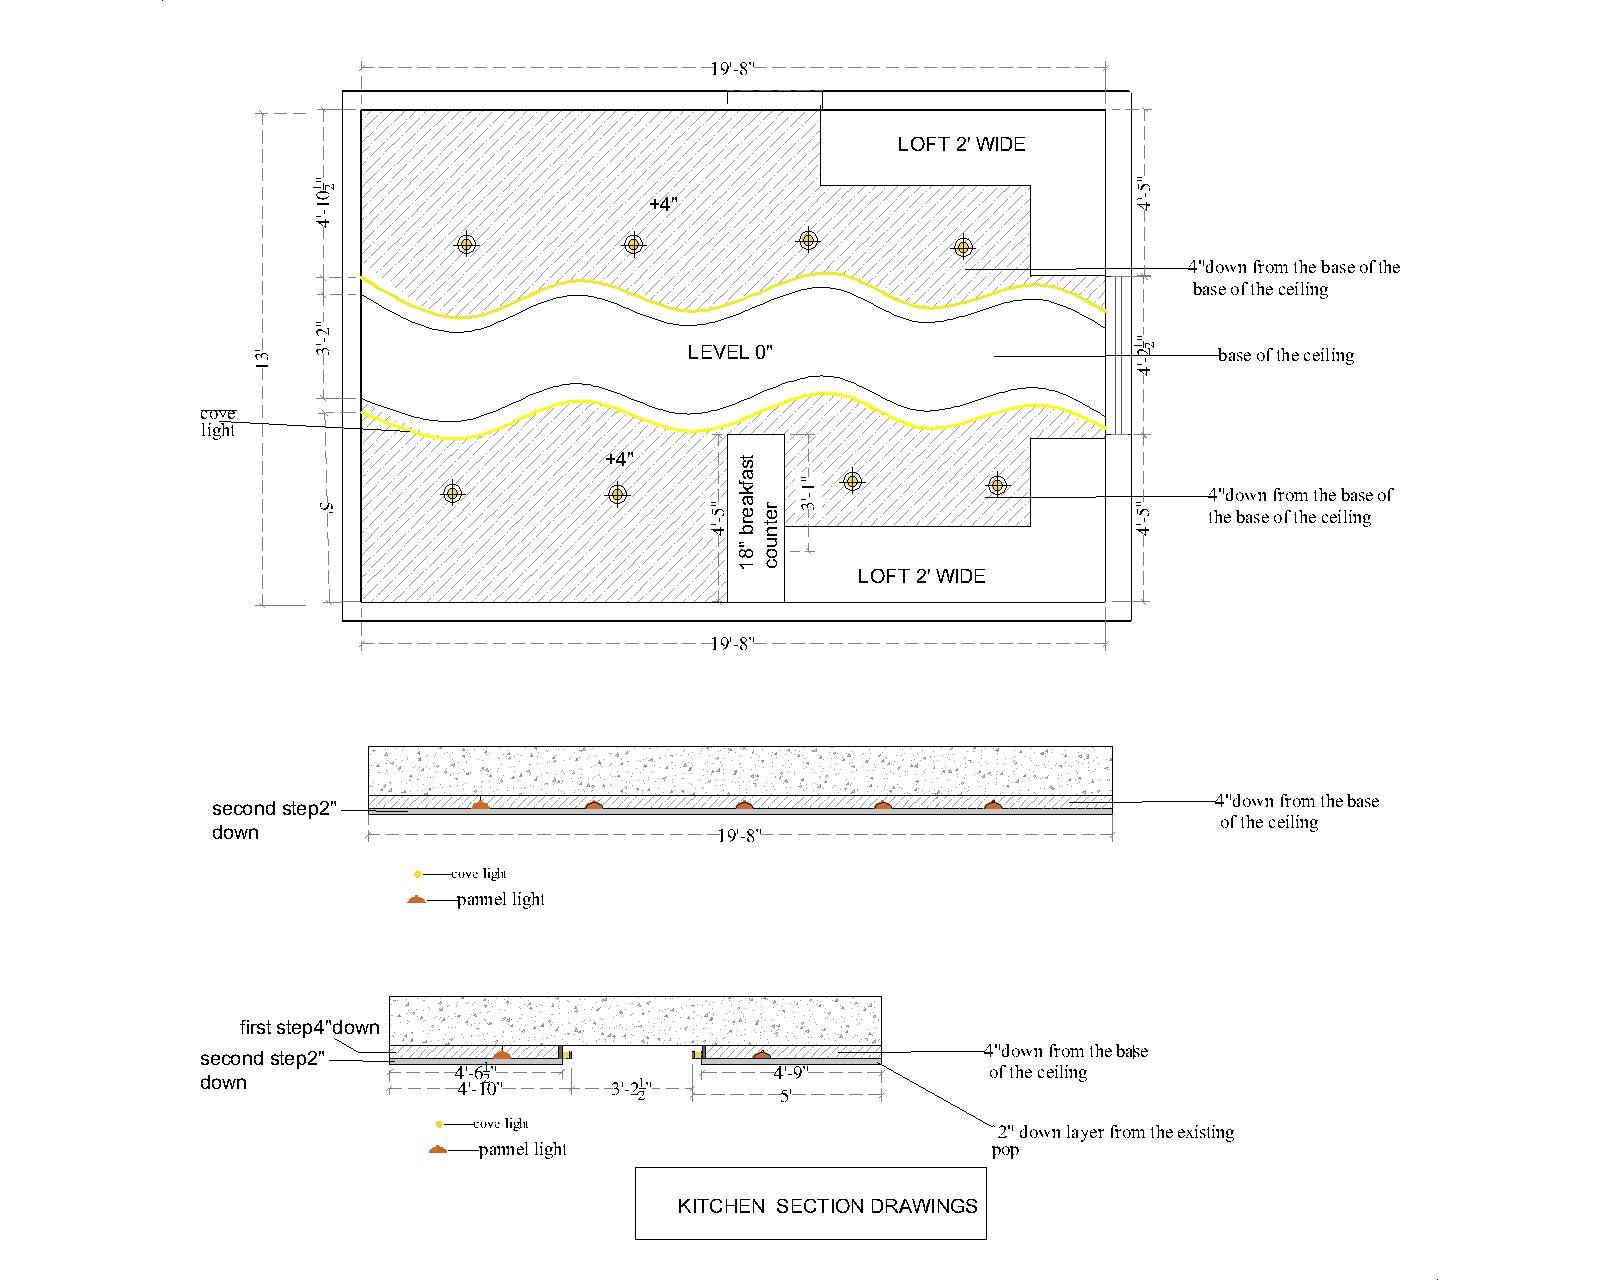 19'-8"
LOFT 2' WIDE
4'-10½"
4'-5"
+4"
4"down from the base of the
base of the ceiling
3'-2"
13'
LEVEL 0"
4'-2½"
base of the ceiling
cove
light
+4"
5'
4'-5"
18" breakfast
counter
3'-1"
4'-5"
4"down from the base of
the base of the ceiling
LOFT 2' WIDE
19'-8"
second step2"
down
4"down from the base
of the ceiling
19'-8"
cove light
pannel light
first step4"down
second step2"
down
4"down from the base
of the ceiling
4'-6½"
4'-9"
4'-10"
3'-2½"
5'
cove light
pannel light
2" down layer from the existing
pop
KITCHEN SECTION DRAWINGS